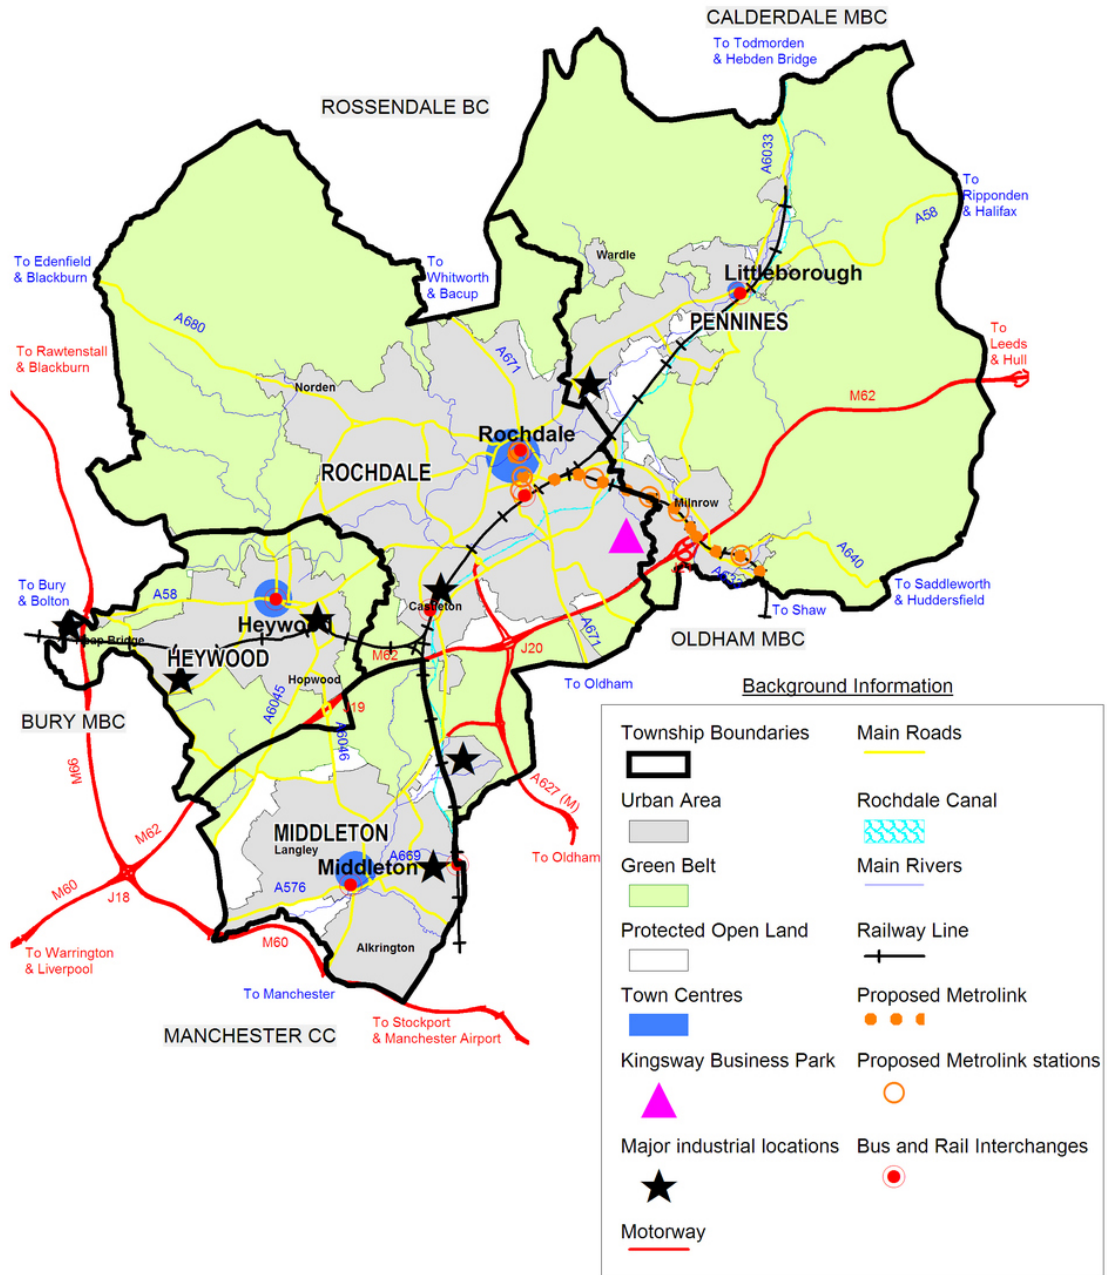 CALDERDALE MBC
To Todmorden
& Hebden Bridge
ROSSENDALE BC
A6033
To
Ripponden
& Halifax
A58
Wardle
To Edenfield
& Blackburn
To
Whitworth
& Bacup
Littleborough
PENNINES
A680
To Rawtenstall
& Blackburn
A671
To
Leeds
& Hull
Norden
M62
Rochdale
ROCHDALE
Milnrow
A640
To Bury
& Bolton
A58
Castleton
To Saddleworth
& Huddersfield
To Shaw
Heywood
A671
OLDHAM MBC
HEYWOOD
M62
J20
Hopwood
To Oldham
A6045
J19
BURY MBC
A6046
M66
A627 (M)
M62
MIDDLETON
Langley
Middleton
A669
To Oldham
A576
M60
J18
M60
Alkrington
To Warrington
& Liverpool
To Manchester
To Stockport
& Manchester Airport
MANCHESTER CC
Background Information
Township Boundaries
Main Roads
Urban Area
Rochdale Canal
Green Belt
Main Rivers
Protected Open Land
Railway Line
Town Centres
Proposed Metrolink
Kingsway Business Park
Proposed Metrolink stations
Major industrial locations
Bus and Rail Interchanges
Motorway